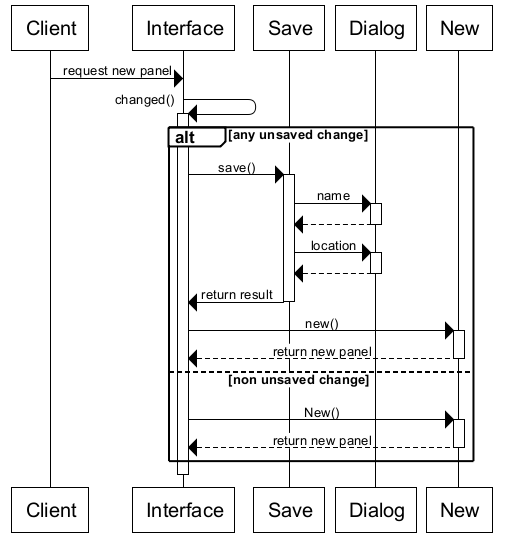 Client Interface Save Dialog New
request new panel
changed()
alt [any unsaved change]
save()
name
location
return result
new()
return new panel
[non unsaved change]
New()
return new panel
Client Interface Save Dialog New